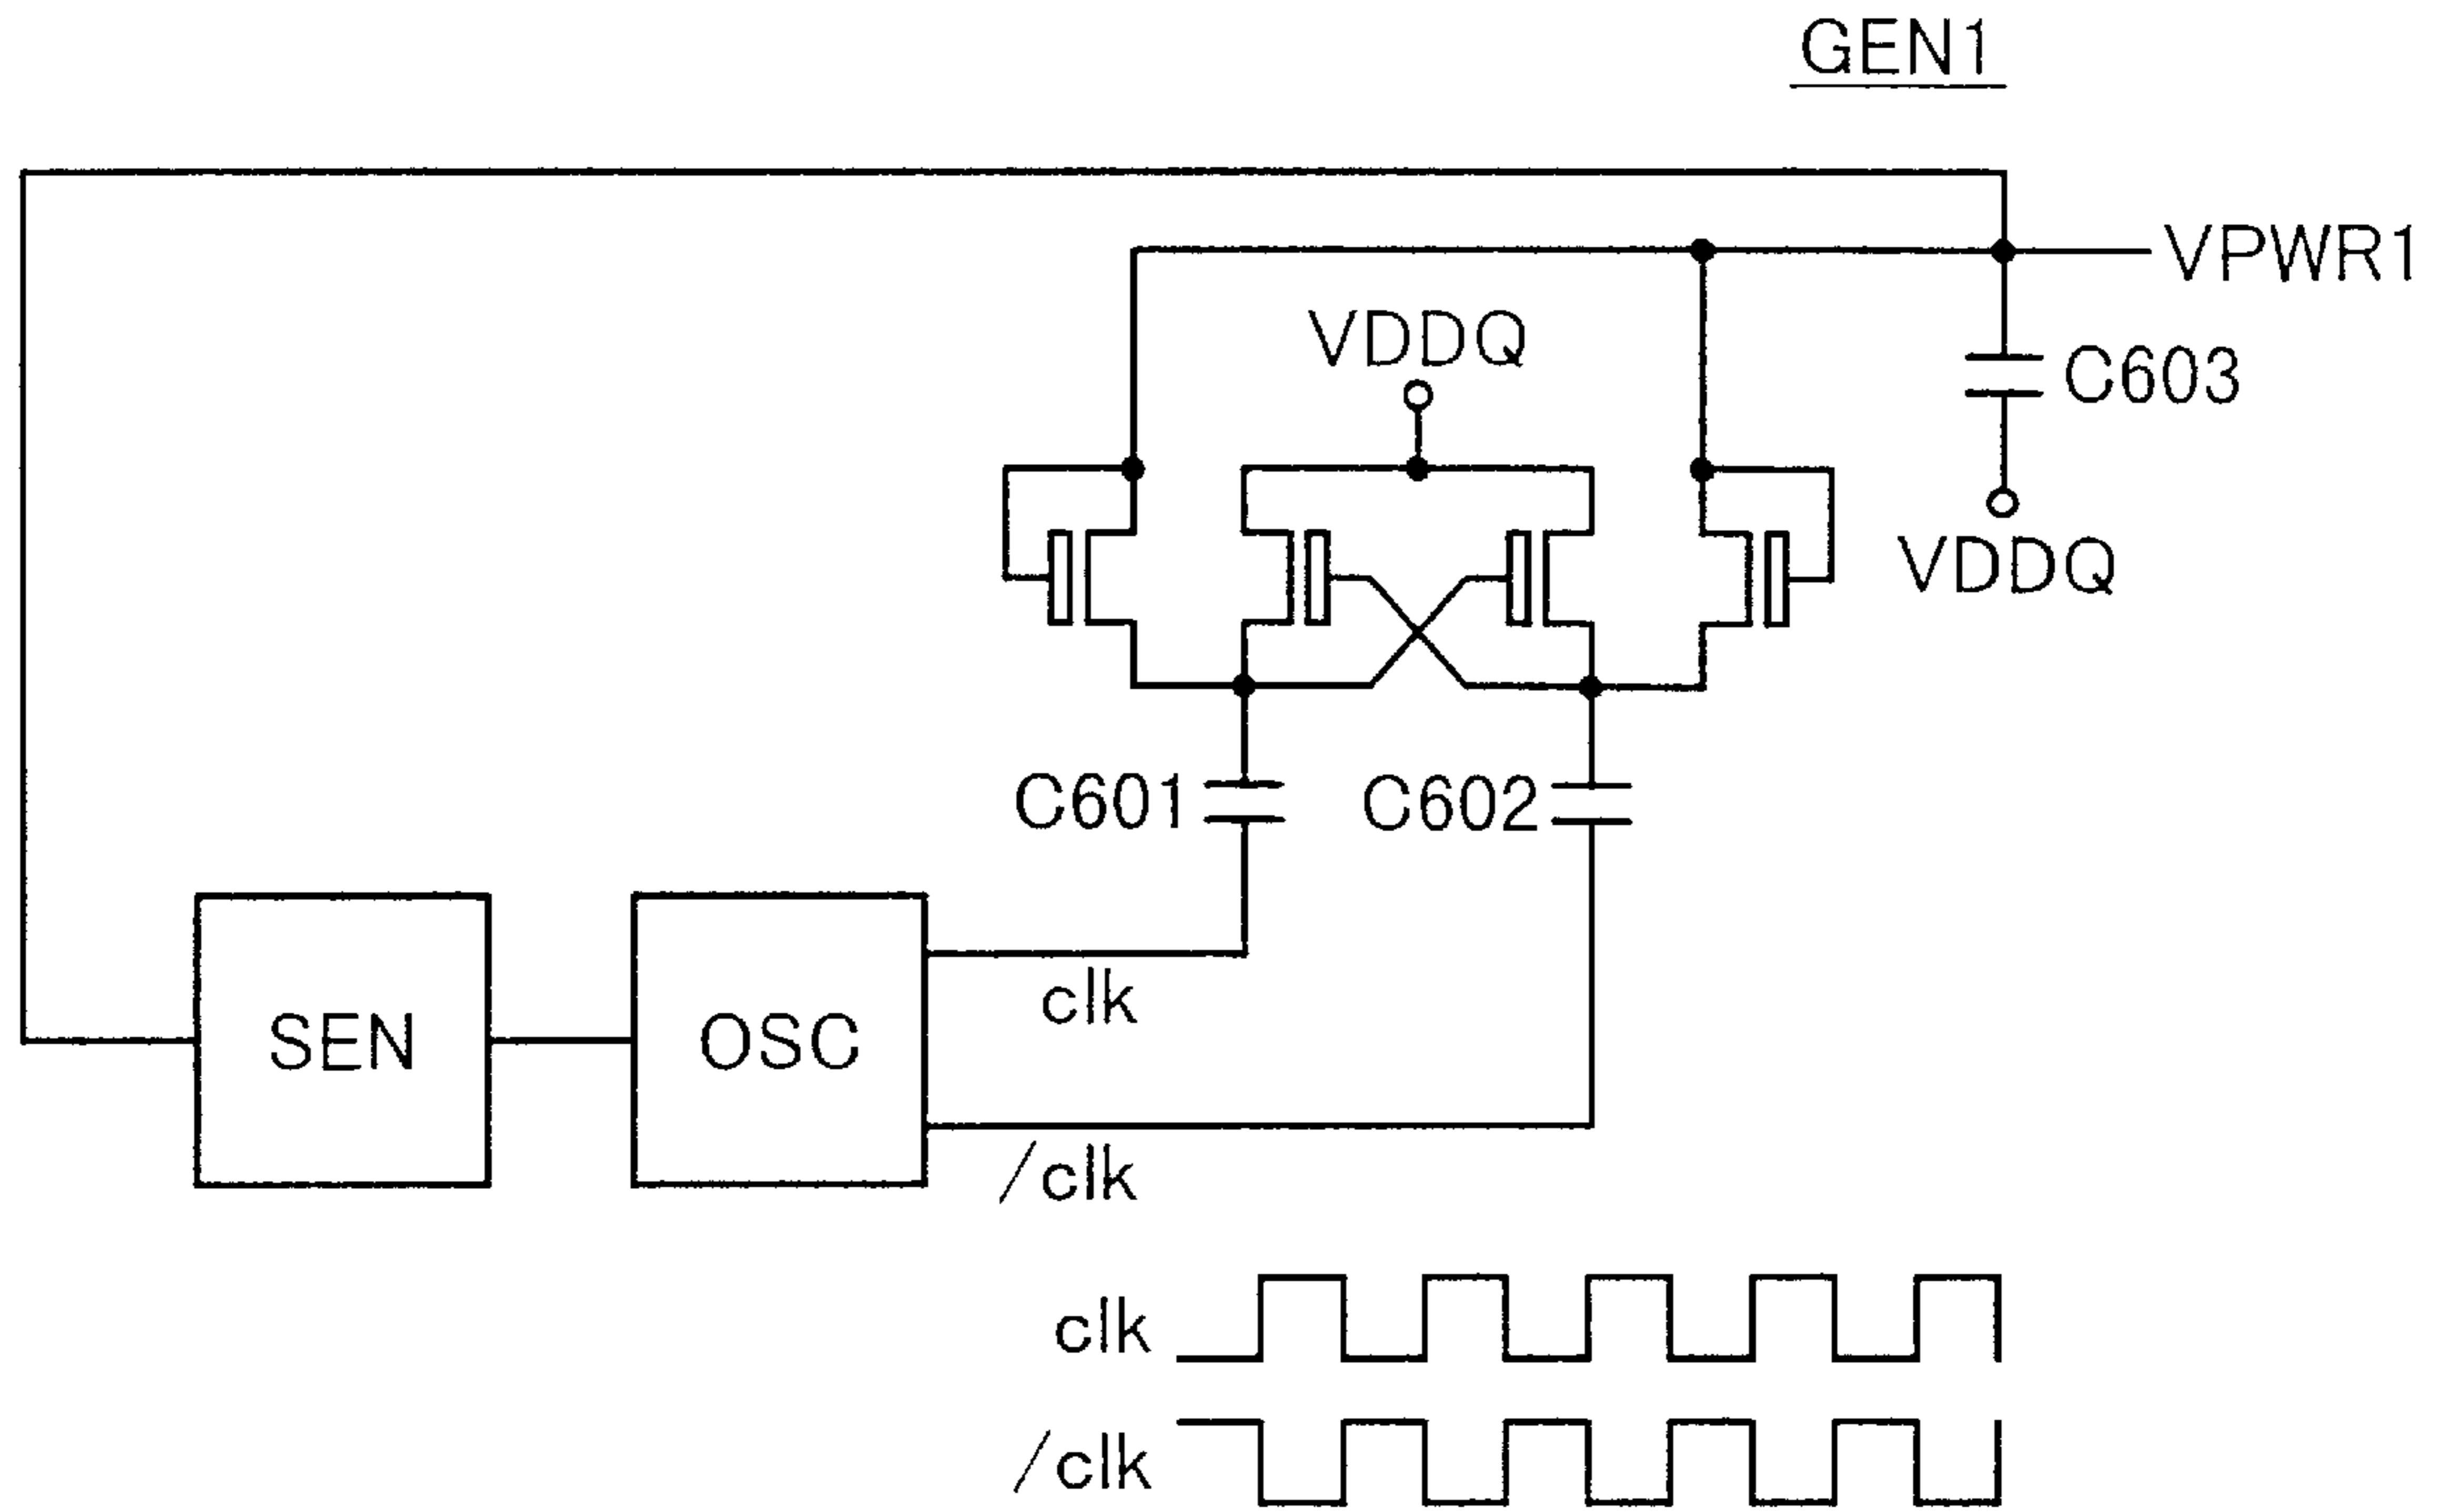 GEN1
VPWR1
VDDQ
C603
VDDQ
C601
C602
SEN
OSC
clk
/clk
clk
/clk